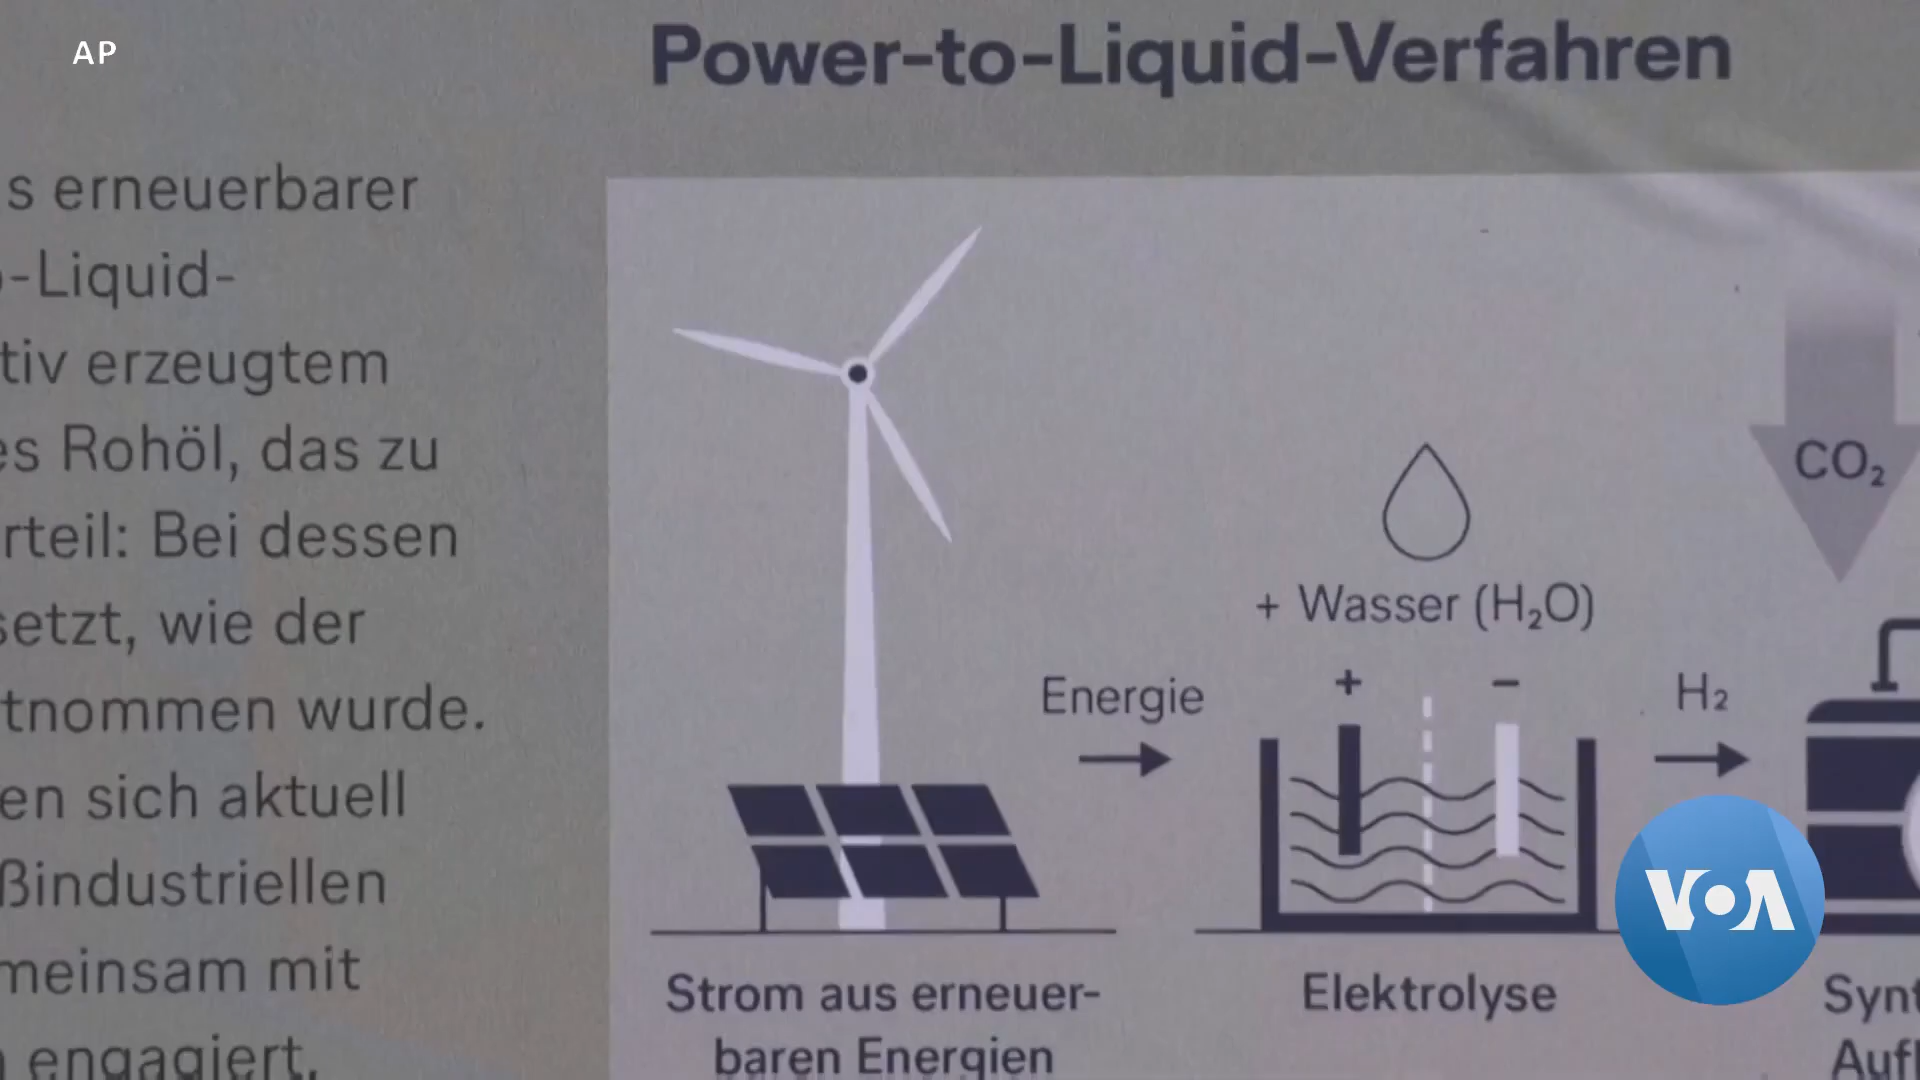 AP
Power-to-Liquid-Verfahren
s erneuerbarer
-Liquid-
tiv erzeugtem
es Rohöl, das zu
rteil: Bei dessen
setzt, wie der
tnommen wurde.
en sich aktuell
ßindustriellen
meinsam mit
engagiert.
CO₂
+ Wasser (H₂O)
+ −
Energie
H₂
Strom aus erneuer-
baren Energien
Elektrolyse
VOA